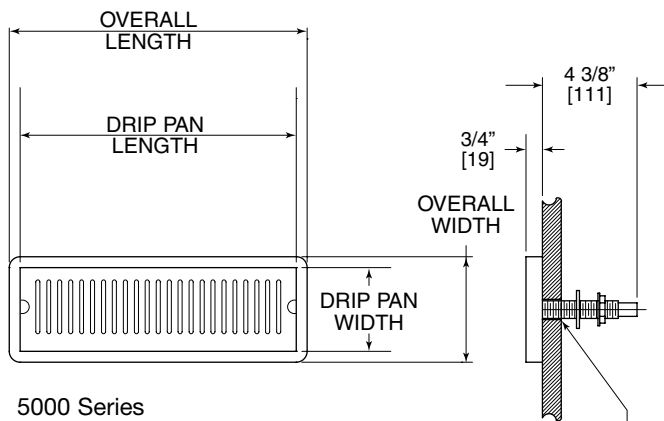 OVERALL
LENGTH
DRIP PAN
LENGTH
4 3/8”
[111]
3/4”
[19]
OVERALL
WIDTH
DRIP PAN
WIDTH
5000 Series